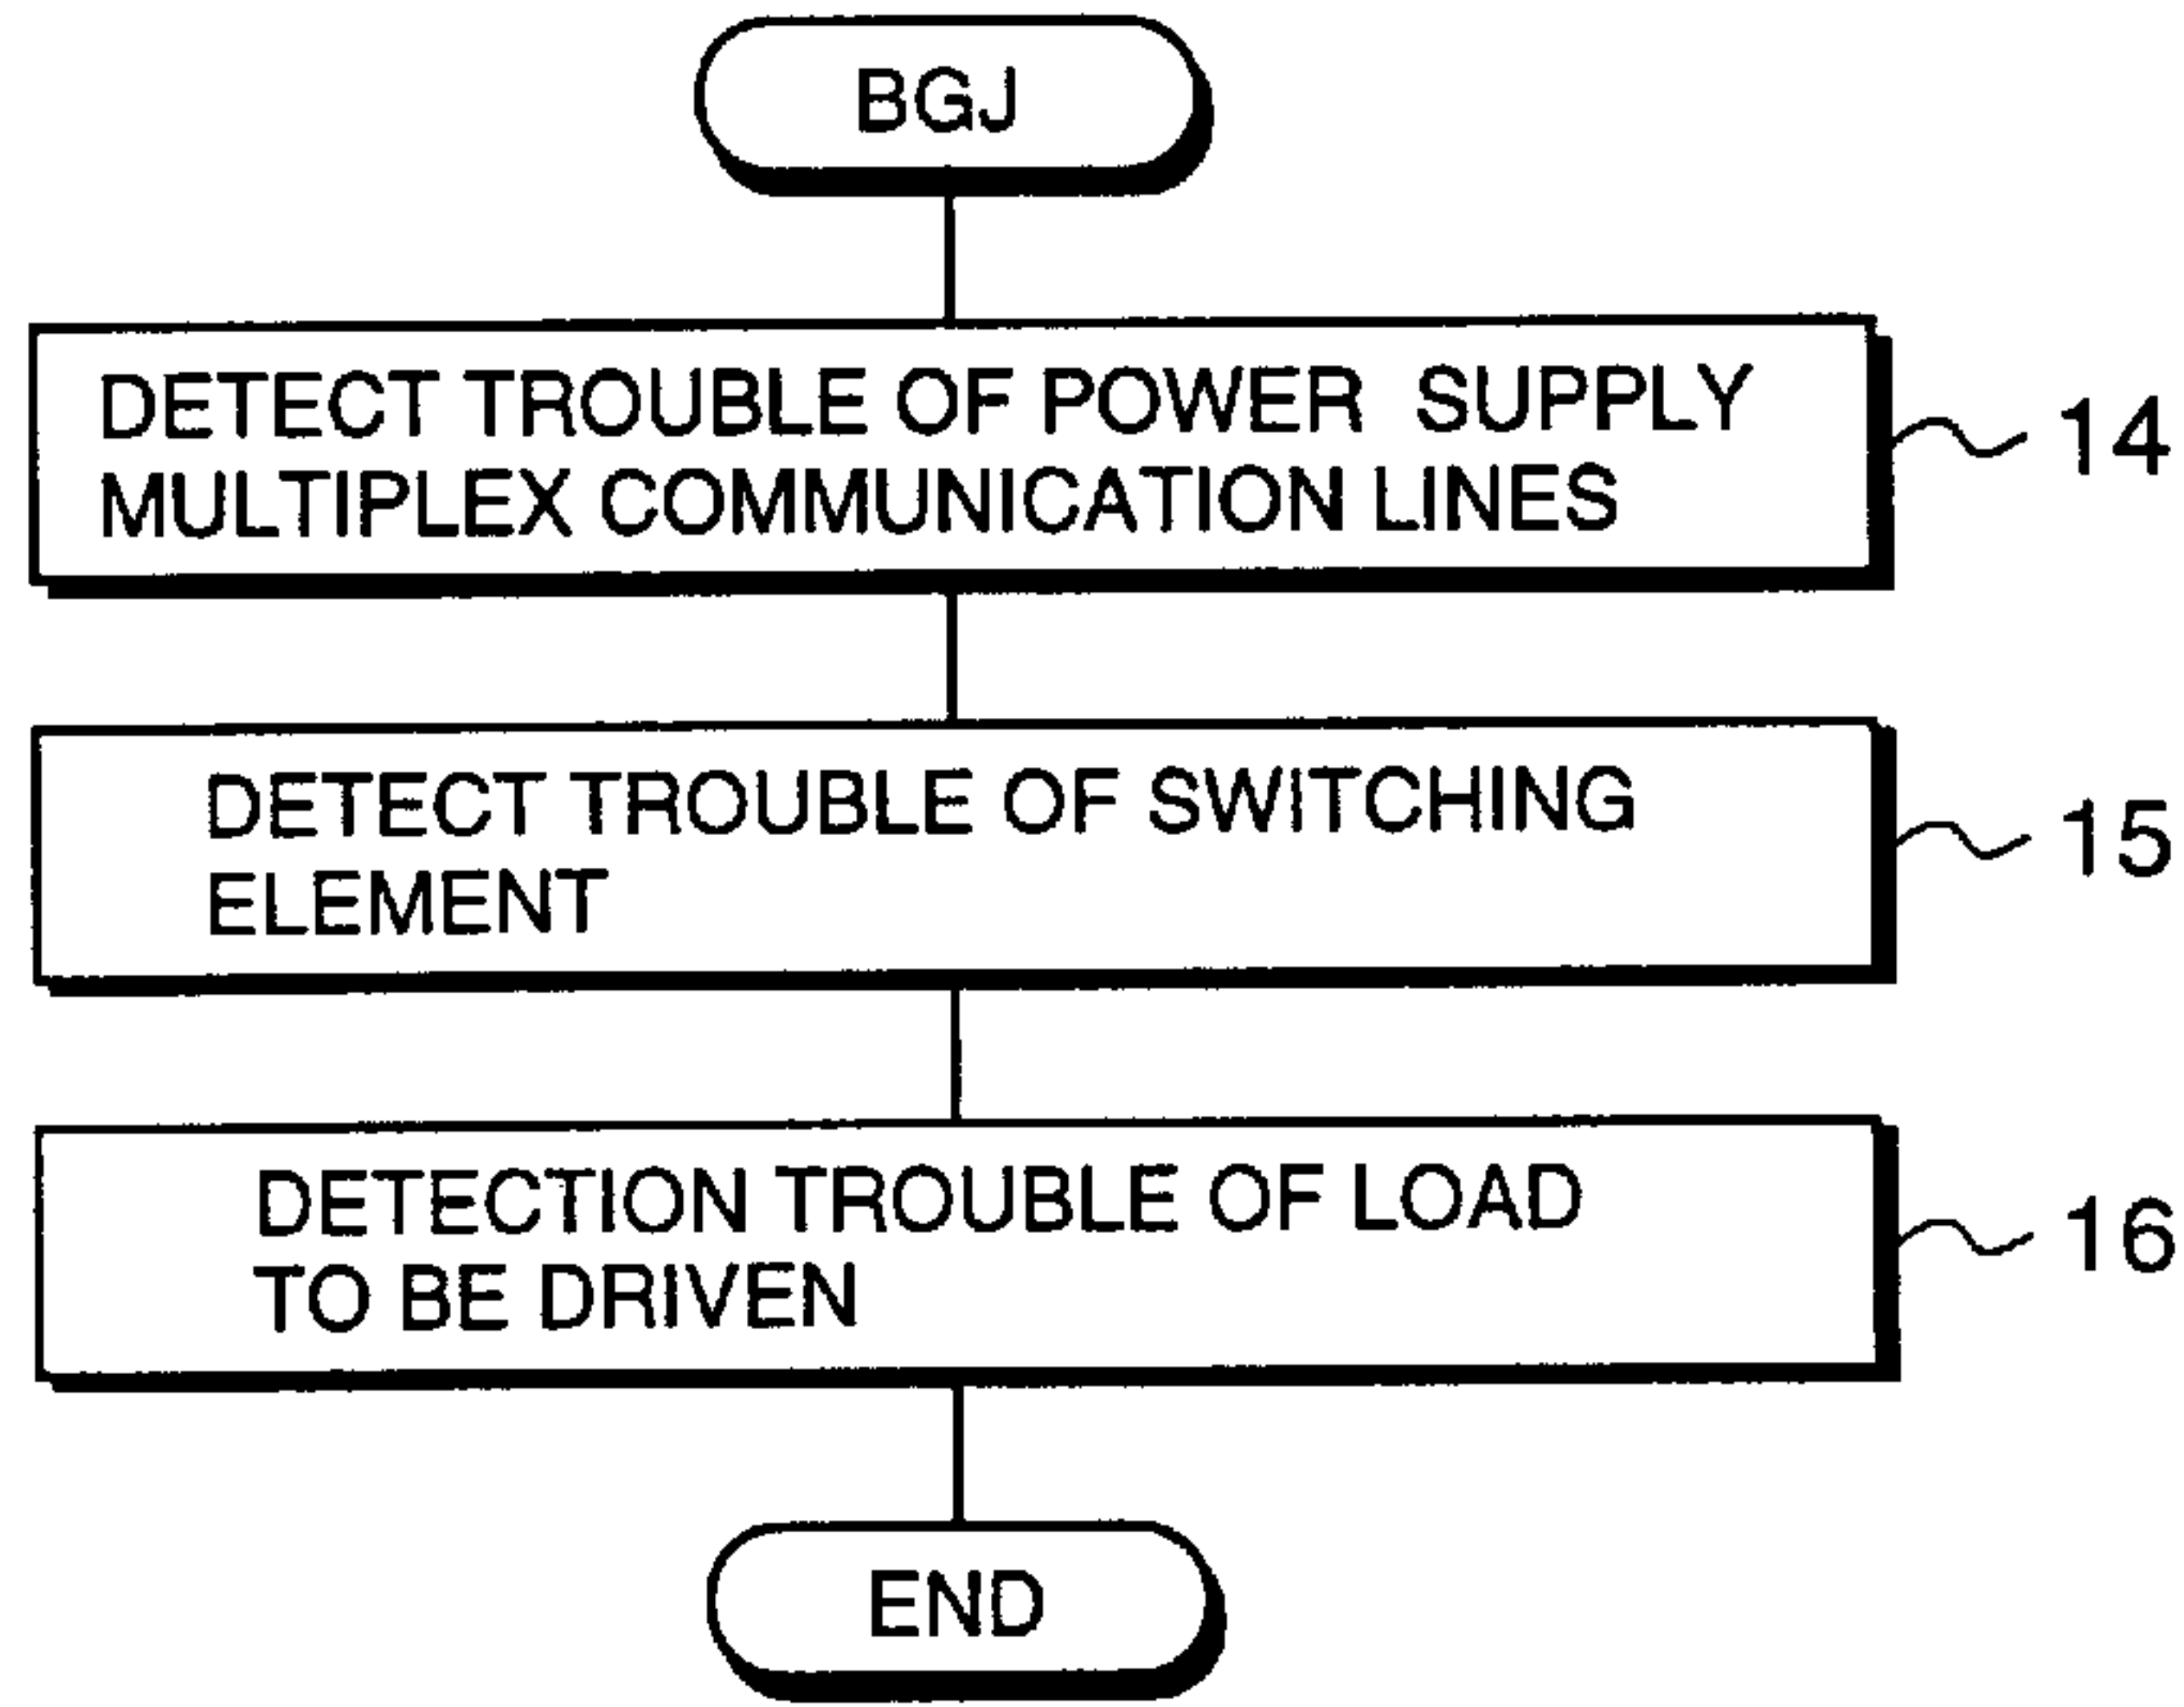 BGJ
DETECT TROUBLE OF POWER SUPPLY
MULTIPLEX COMMUNICATION LINES
14
DETECT TROUBLE OF SWITCHING
ELEMENT
15
DETECTION TROUBLE OF LOAD
TO BE DRIVEN
16
END